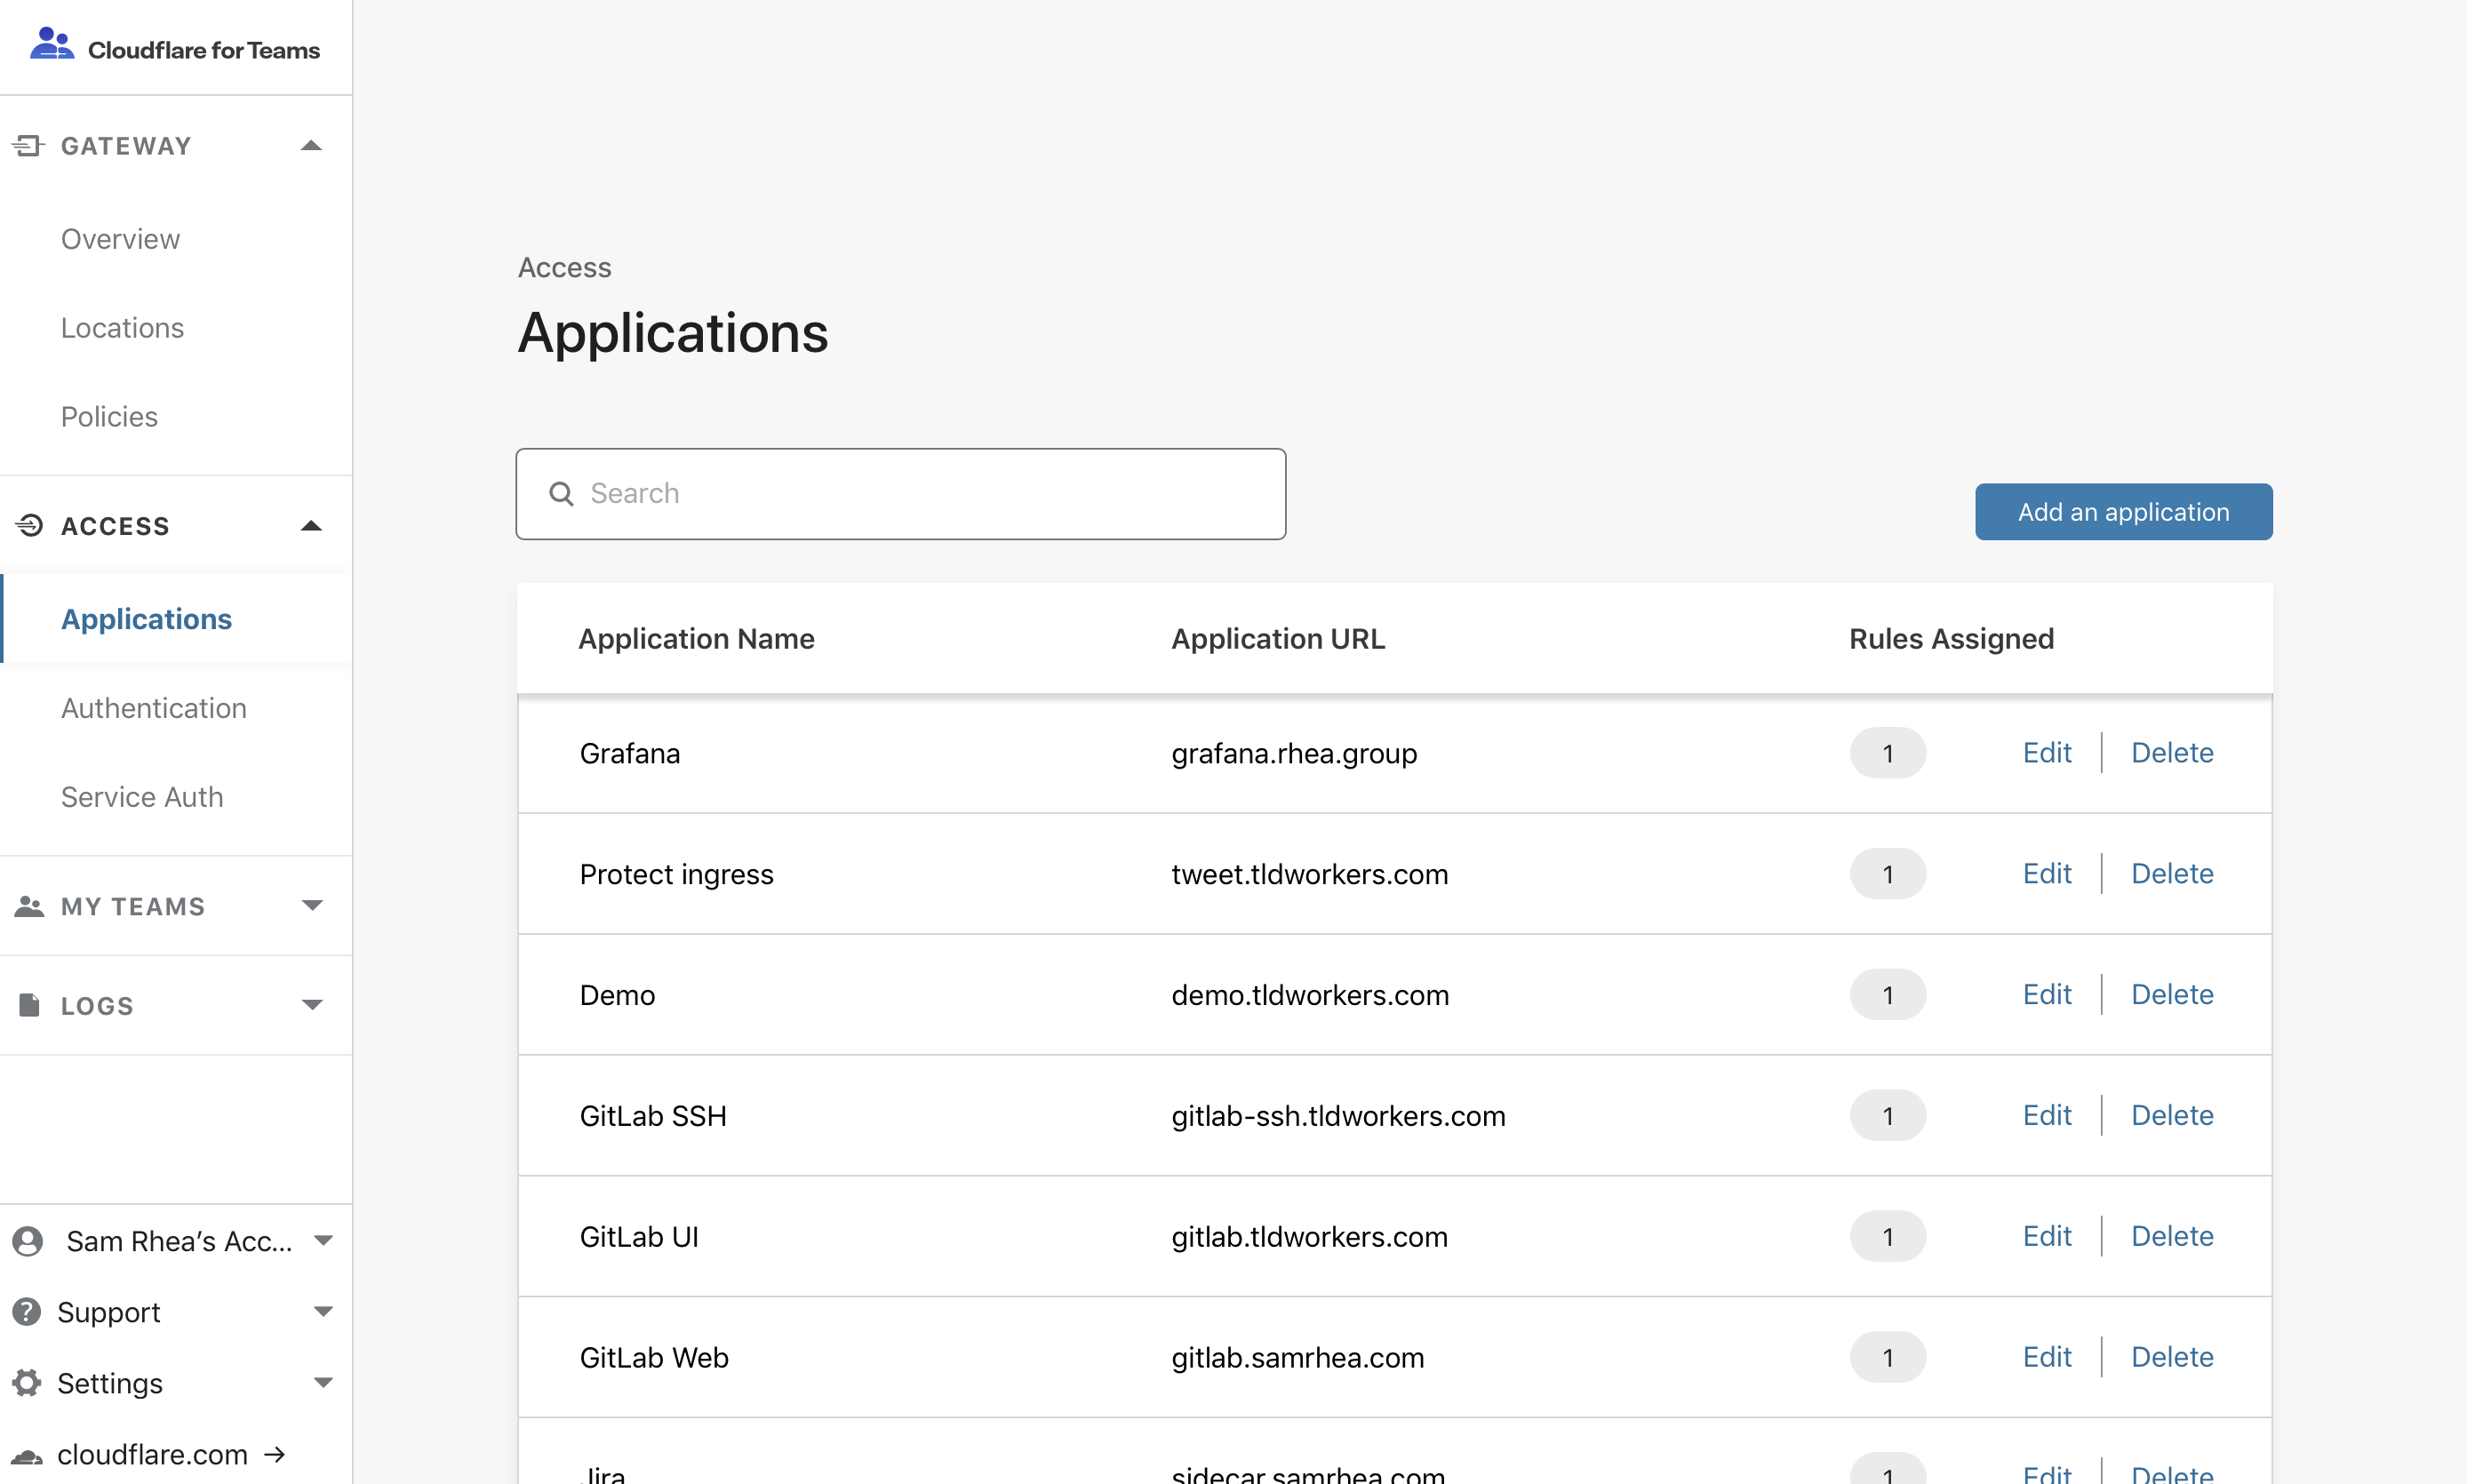 Cloudflare for Teams
GATEWAY
Overview
Locations
Policies
ACCESS
Applications
Authentication
Service Auth
MY TEAMS
LOGS
Sam Rhea's Acc...
Support
Settings
cloudflare.com →
Access
Applications
Search
Add an application
Application Name Application URL Rules Assigned
Grafana grafana.rhea.group 1 Edit Delete
Protect ingress tweet.tldworkers.com 1 Edit Delete
Demo demo.tldworkers.com 1 Edit Delete
GitLab SSH gitlab-ssh.tldworkers.com 1 Edit Delete
GitLab UI gitlab.tldworkers.com 1 Edit Delete
GitLab Web gitlab.samrhea.com 1 Edit Delete
Jira sidecar.samrhea.com 1 Edit Delete